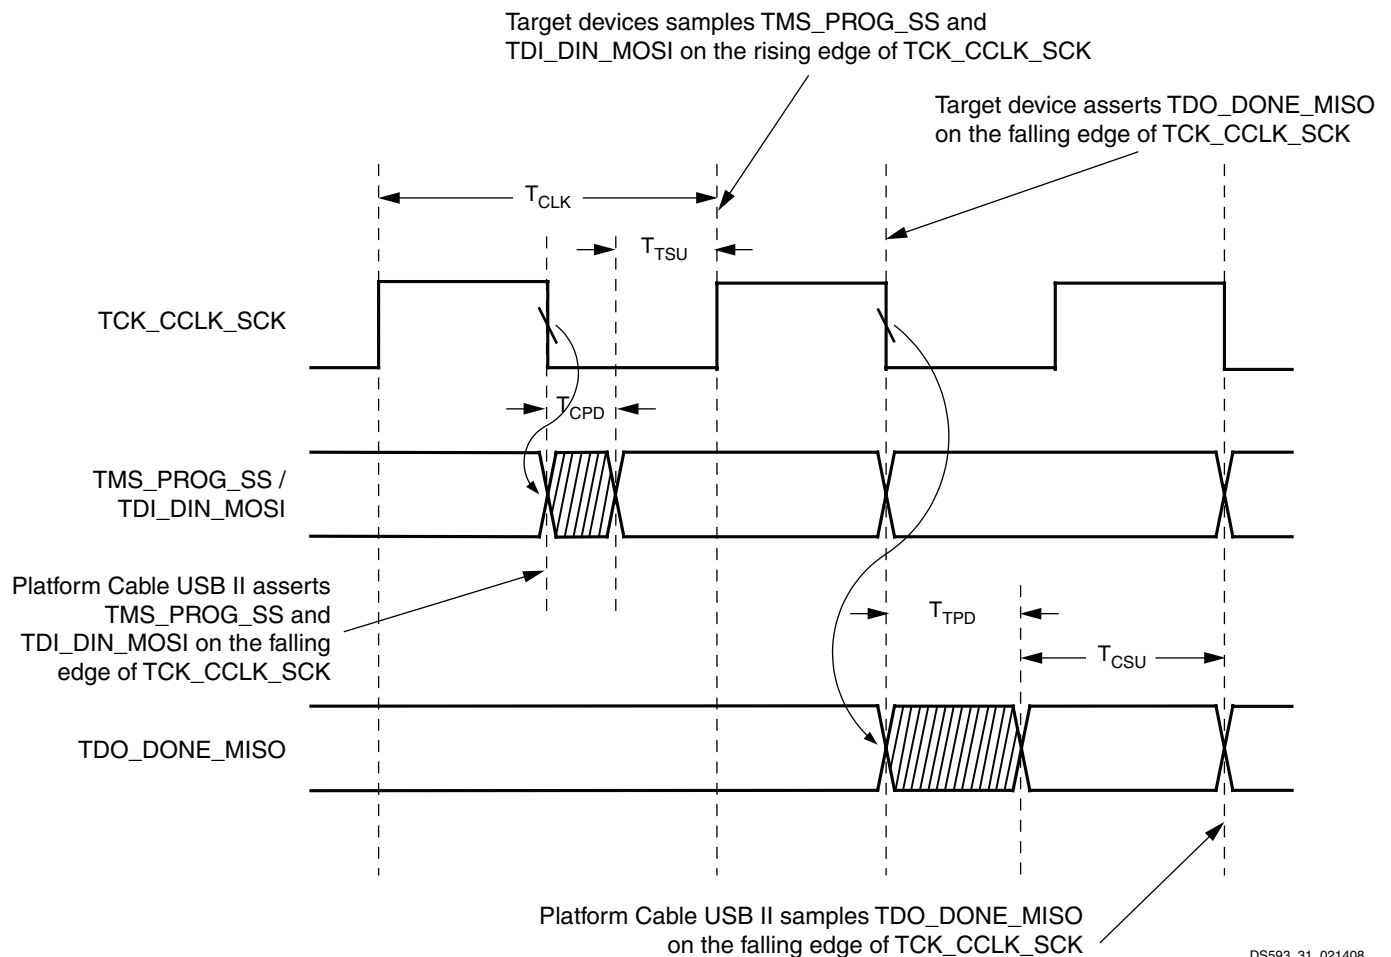 Target devices samples TMS_PROG_SS and
TDI_DIN_MOSI on the rising edge of TCK_CCLK_SCK
Target device asserts TDO_DONE_MISO
on the falling edge of TCK_CCLK_SCK
TCLK
TTSU
TCK_CCLK_SCK
TCPD
TMS_PROG_SS /
TDI_DIN_MOSI
Platform Cable USB II asserts
TMS_PROG_SS and
TDI_DIN_MOSI on the falling
edge of TCK_CCLK_SCK
TTPD
TCSU
TDO_DONE_MISO
Platform Cable USB II samples TDO_DONE_MISO
on the falling edge of TCK_CCLK_SCK
DS593_31_021408